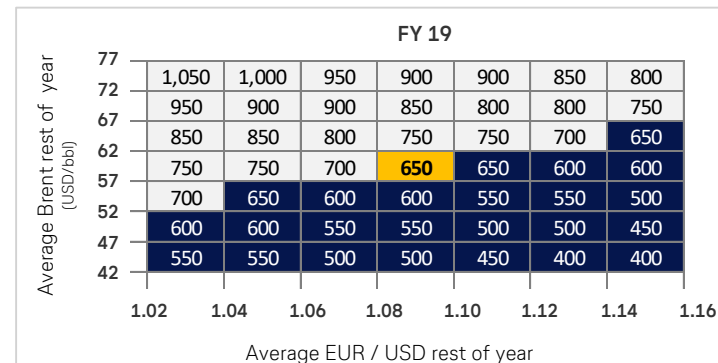 FY 19
Average Brent rest of year
(USD/bbl)
77
1,050 1,000 950 900 900 850 800
72
950 900 900 850 800 800 750
67
850 850 800 750 750 700 650
62
750 750 700 650 650 600 600
57
700 650 600 600 550 550 500
52
600 600 550 550 500 500 450
47
550 550 500 500 450 400 400
42
1.02 1.04 1.06 1.08 1.10 1.12 1.14 1.16
Average EUR / USD rest of year